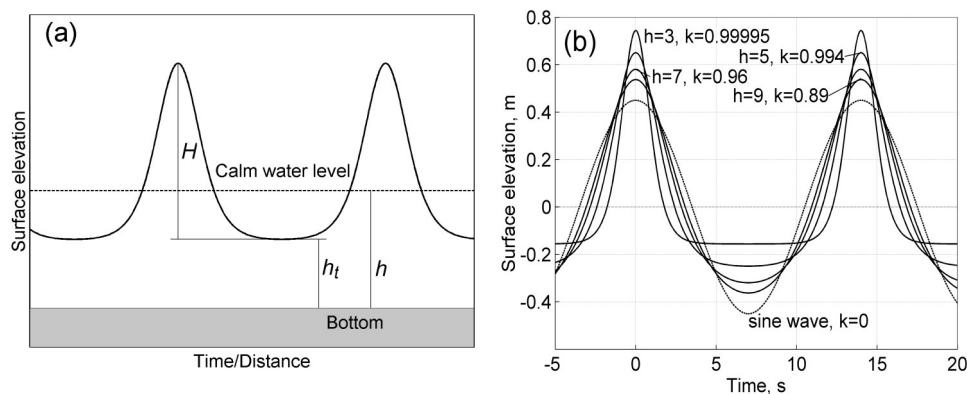 (a)
H
Calm water level
h_t
h
Bottom
Surface elevation
Time/Distance
(b)
h=3, k=0.99995
h=5, k=0.994
h=7, k=0.96
h=9, k=0.89
sine wave, k=0
Surface elevation, m
0.8
0.6
0.4
0.2
0
-0.2
-0.4
-5
0
5
10
15
20
Time, s